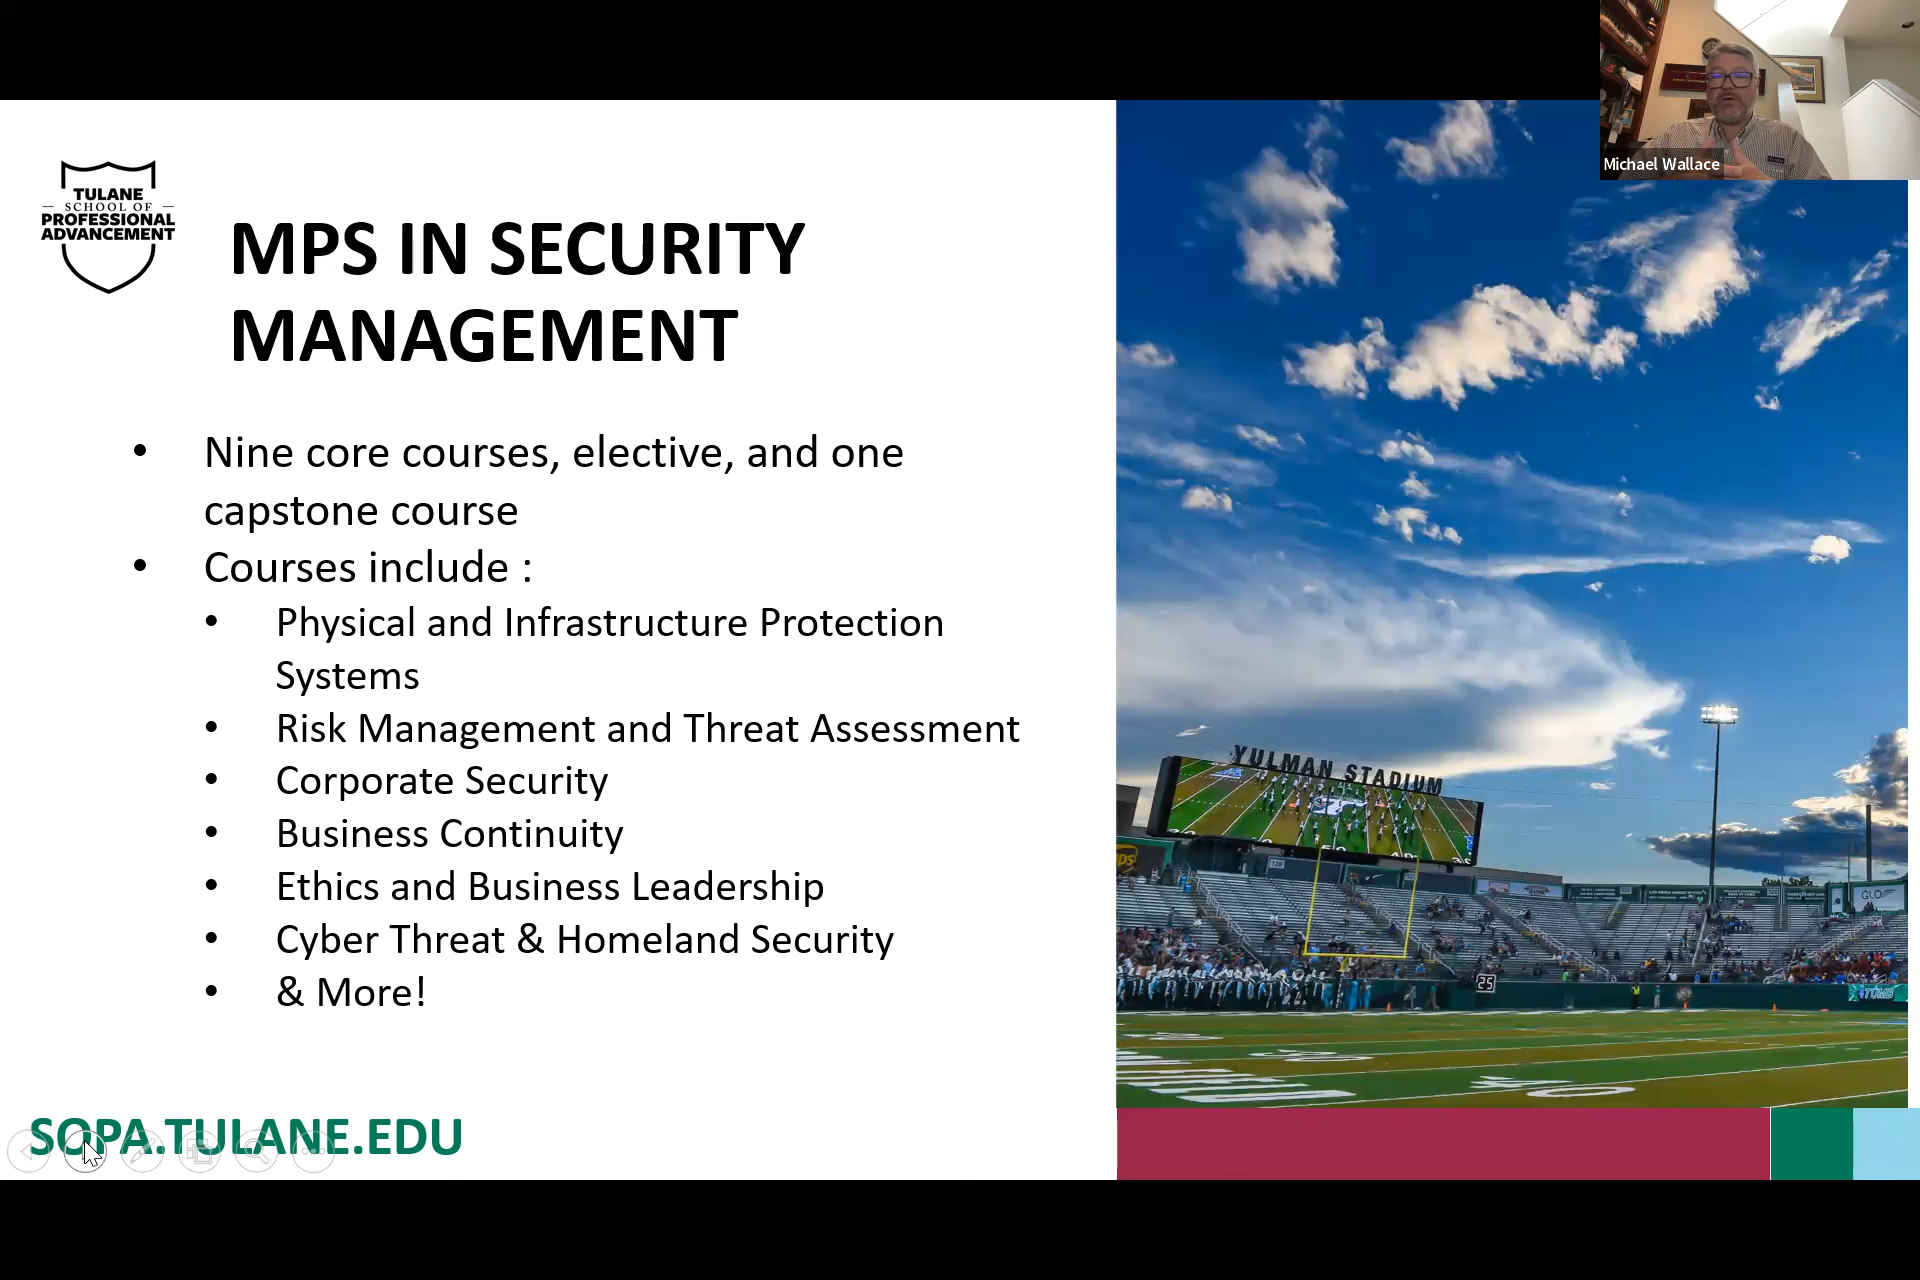 Michael Wallace
TULANE
SCHOOL OF
PROFESSIONAL
ADVANCEMENT
MPS IN SECURITY
MANAGEMENT
• Nine core courses, elective, and one
capstone course
• Courses include :
• Physical and Infrastructure Protection
Systems
• Risk Management and Threat Assessment
• Corporate Security
• Business Continuity
• Ethics and Business Leadership
• Cyber Threat & Homeland Security
• & More!
SOPA.TULANE.EDU
YULMAN STADIUM
25